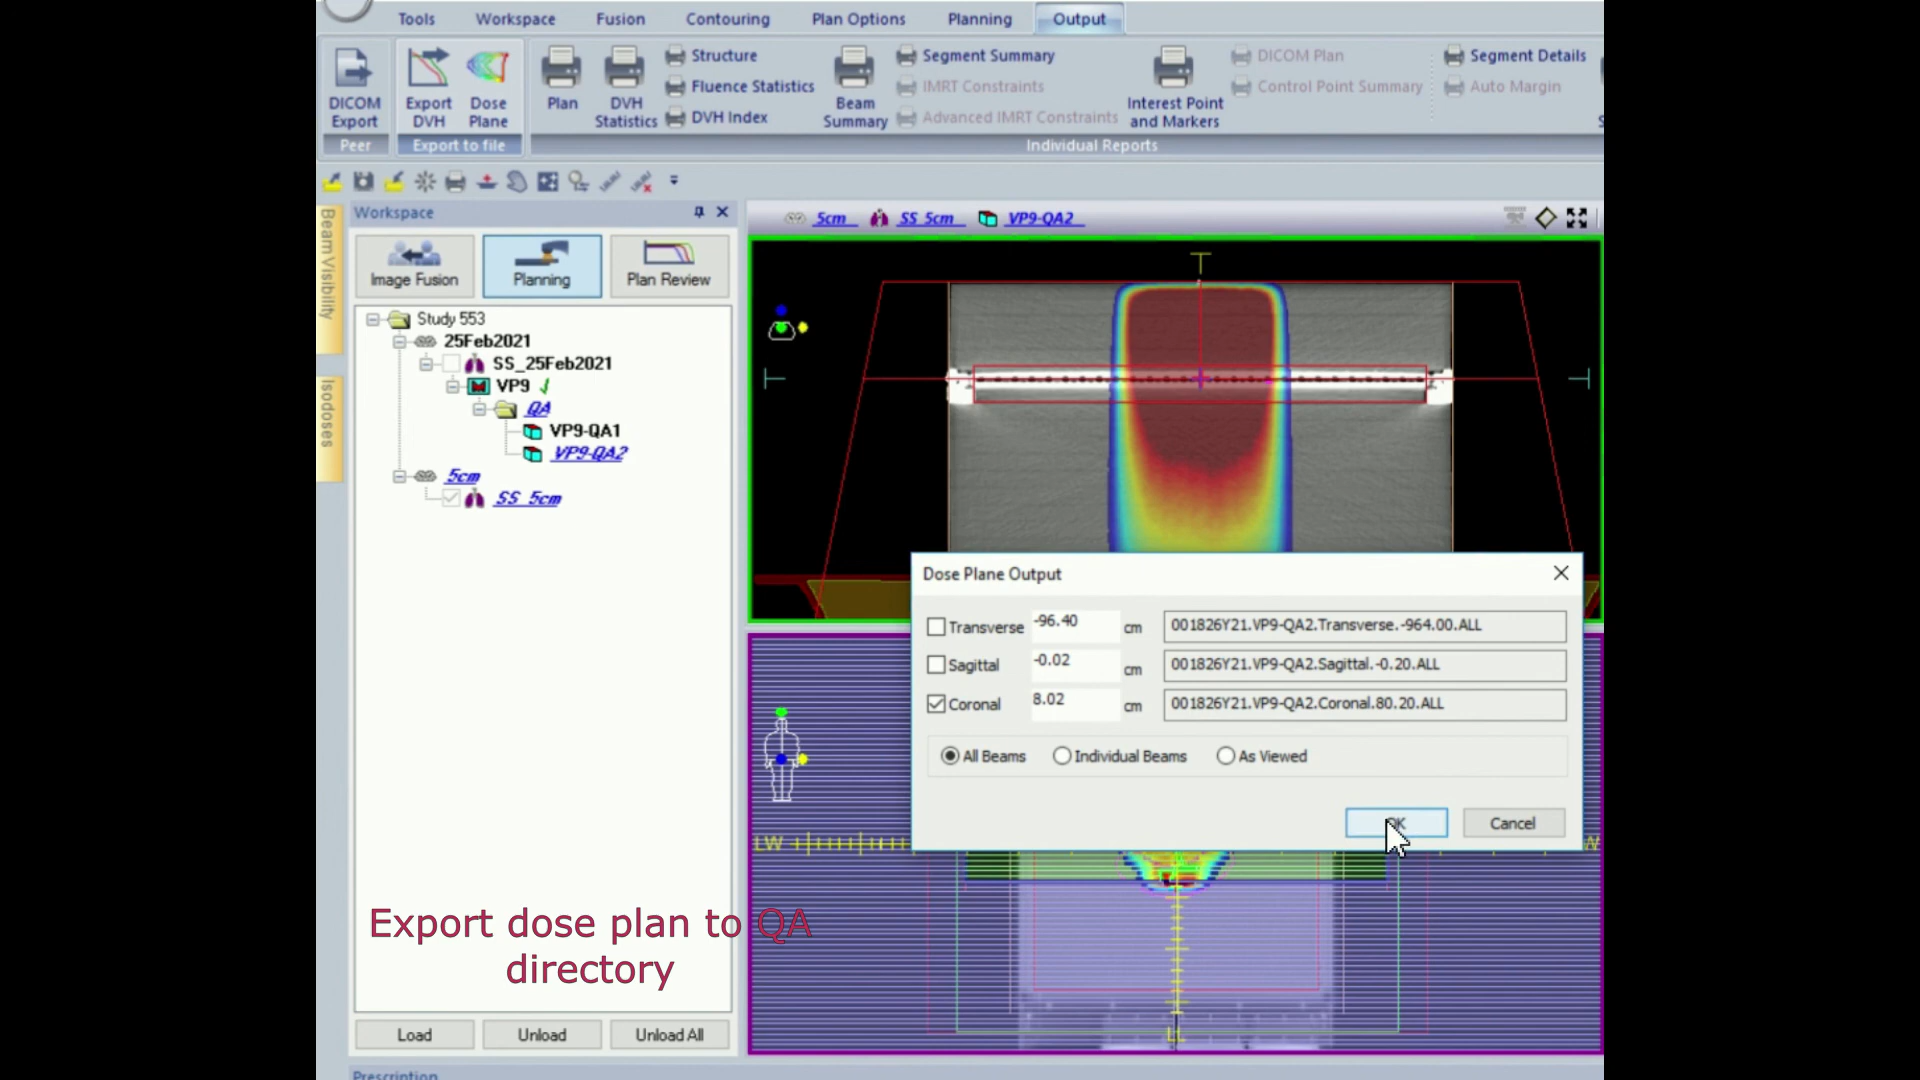 Tools Workspace Fusion Contouring Plan Options Planning Output
DICOM Export
Peer
Export DVH
Dose Plane
Export to file
Plan
DVH Statistics
Structure
Fluence Statistics
DVH Index
Beam Summary
Segment Summary
IMRT Constraints
Advanced IMRT Constraints
Interest Point and Markers
DICOM Plan
Control Point Summary
Segment Details
Auto Margin
Individual Reports
Beam Visibility
Isodoses
Workspace
Image Fusion Planning Plan Review
Study 553
25Feb2021
SS_25Feb2021
VP9
QA
VP9-QA1
VP9-QA2
5cm
SS_5cm
5cm SS_5cm VP9-QA2
Dose Plane Output
Transverse -96.40 cm 001826Y21.VP9-QA2.Transverse.-964.00.ALL
Sagittal -0.02 cm 001826Y21.VP9-QA2.Sagittal.-0.20.ALL
Coronal 8.02 cm 001826Y21.VP9-QA2.Coronal.80.20.ALL
All Beams Individual Beams As Viewed
OK Cancel
LW
LL
Export dose plan to QA
directory
Load Unload Unload All
Prescription